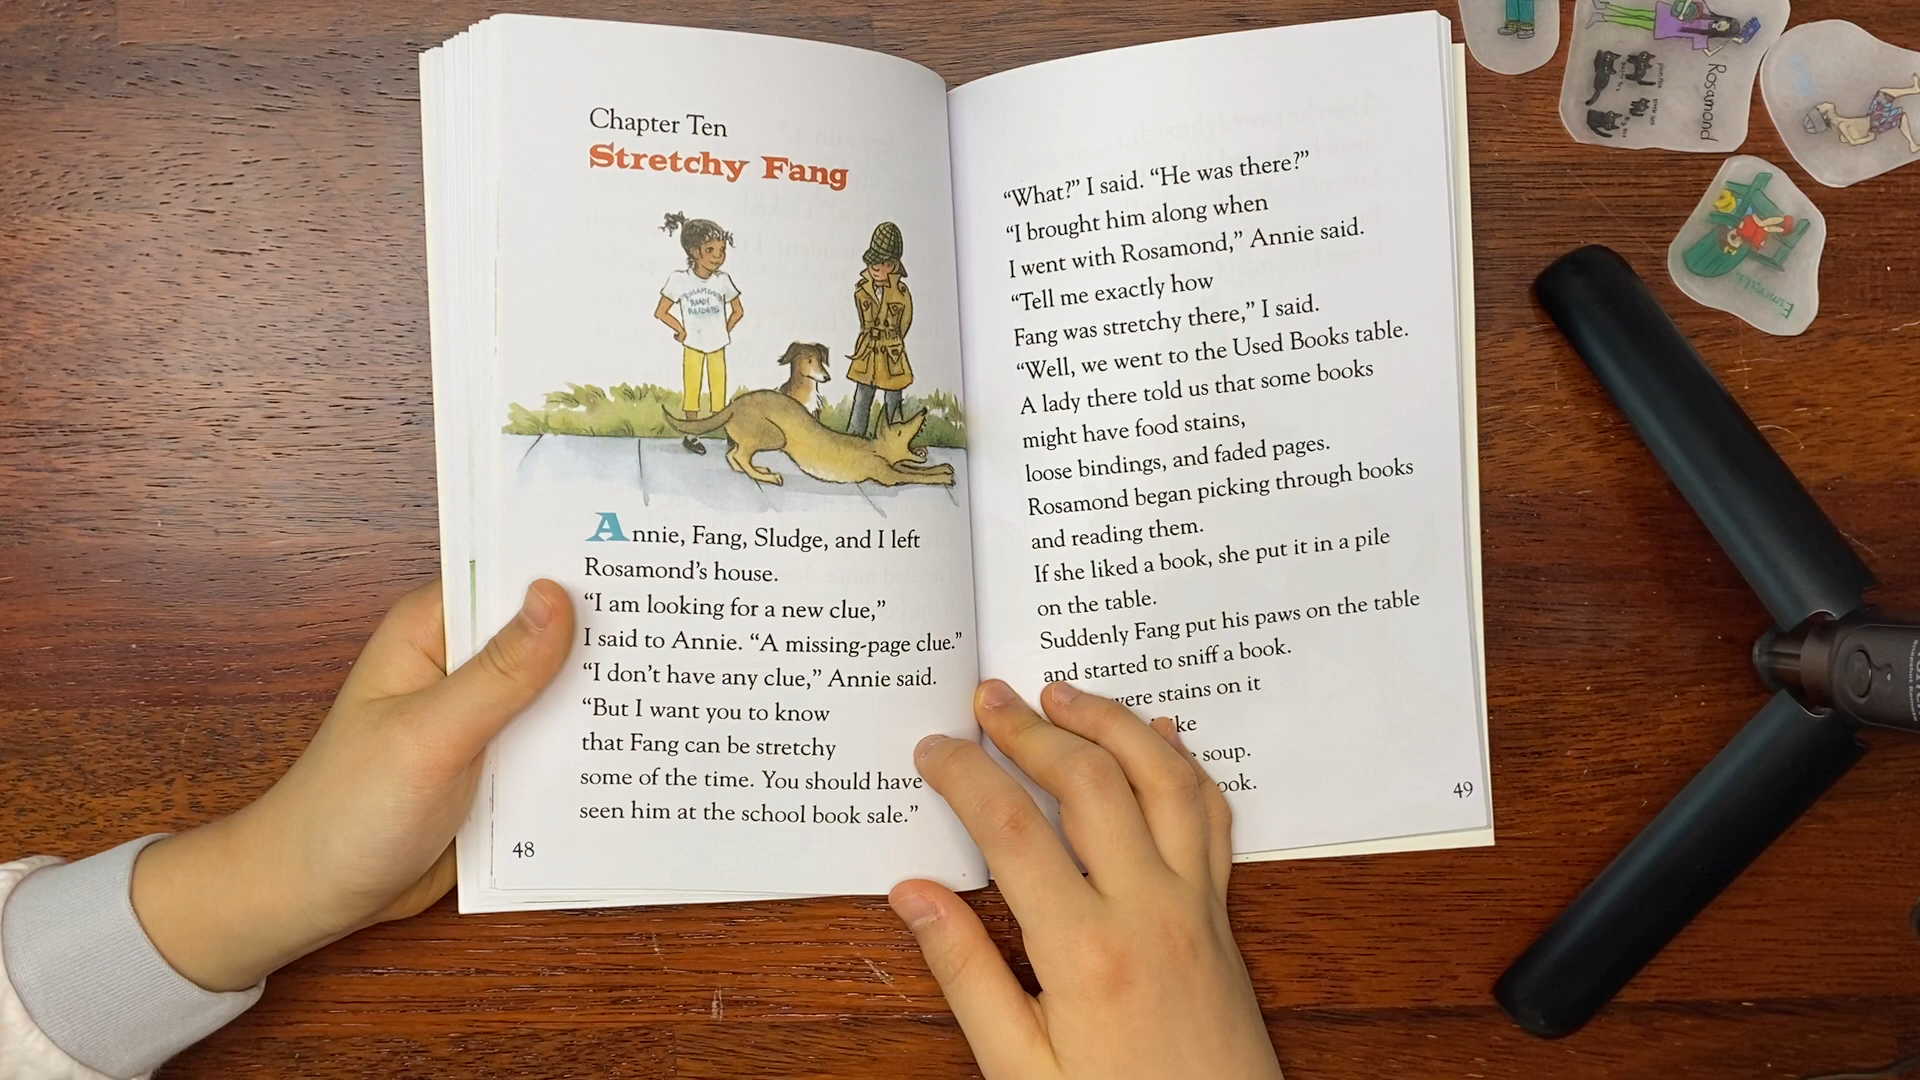 Chapter Ten
Stretchy Fang
ROSAMOND'S
READY
READERS
Annie, Fang, Sludge, and I left
Rosamond's house.
“I am looking for a new clue,”
I said to Annie. “A missing-page clue.”
“I don't have any clue,” Annie said.
“But I want you to know
that Fang can be stretchy
some of the time. You should have
seen him at the school book sale.”
48
“What?” I said. “He was there?”
“I brought him along when
I went with Rosamond,” Annie said.
“Tell me exactly how
Fang was stretchy there,” I said.
“Well, we went to the Used Books table.
A lady there told us that some books
might have food stains,
loose bindings, and faded pages.
Rosamond began picking through books
and reading them.
If she liked a book, she put it in a pile
on the table.
Suddenly Fang put his paws on the table
and started to sniff a book.
were stains on it
soup.
49
Rosamond
Esmeralda